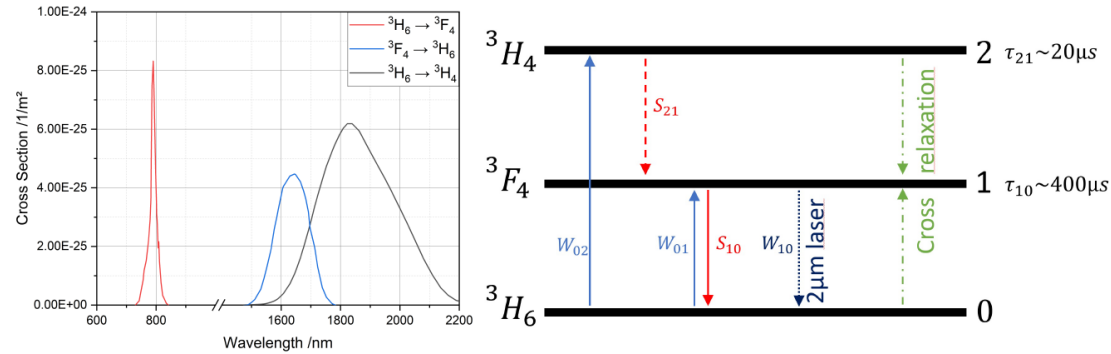 1.00E-24
8.00E-25
6.00E-25
4.00E-25
2.00E-25
0.00E+00
Cross Section /1/m²
600
800
1600
1800
2000
2200
Wavelength /nm
³H₆ → ³F₄
³F₄ → ³H₆
³H₆ → ³H₄
³H₄
2
τ₂₁~20μs
S₂₁
Cross relaxation
³F₄
1
τ₁₀~400μs
W₀₂
W₀₁
S₁₀
W₁₀
2μm laser
³H₆
0